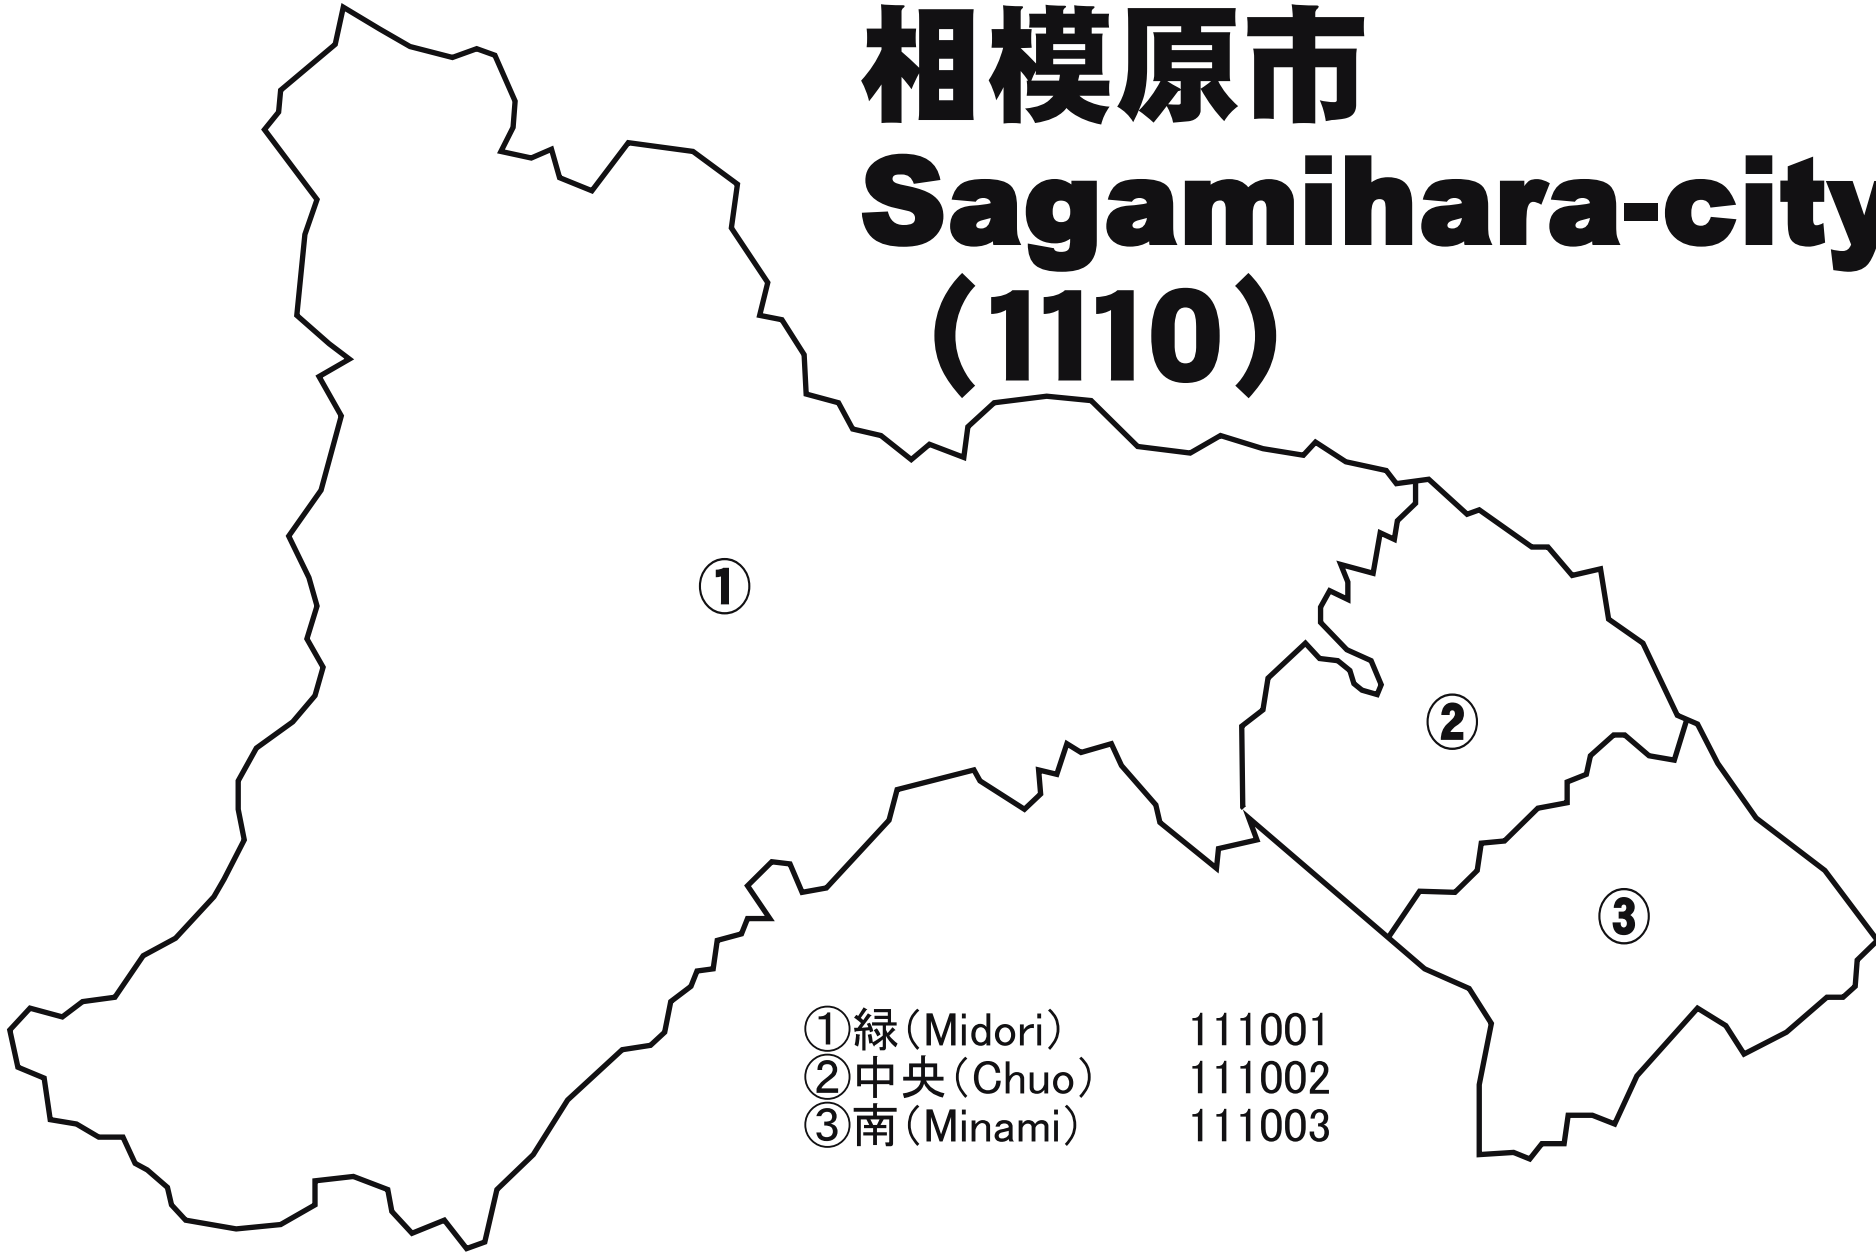 相模原市
Sagamihara-city
（1110）
①
②
③
①緑（Midori） 111001
②中央（Chuo） 111002
③南（Minami） 111003